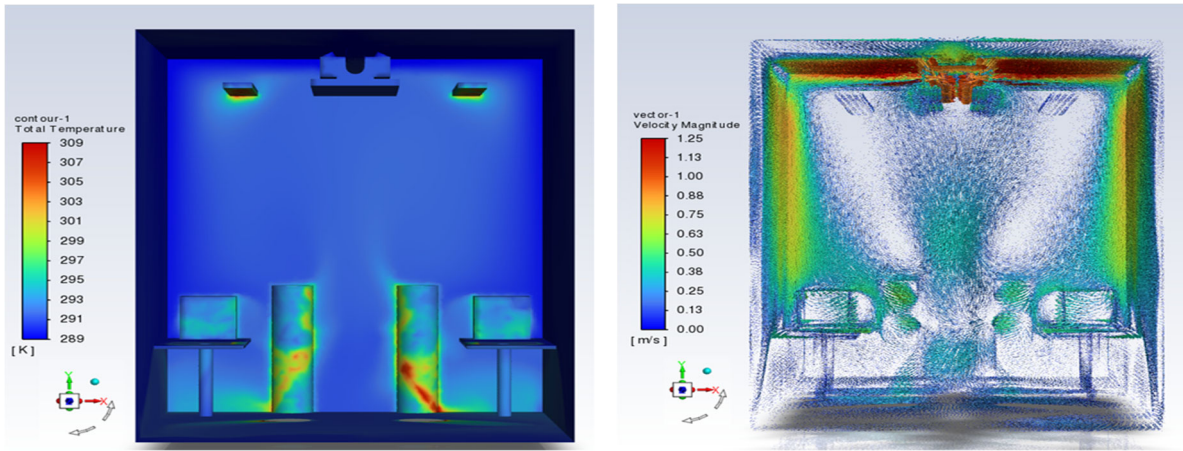 contour-1
Total Temperature
309
307
305
303
301
299
297
295
293
291
289
[ K ]
Y
X
vector-1
Velocity Magnitude
1.25
1.13
1.00
0.88
0.75
0.63
0.50
0.38
0.25
0.13
0.00
[ m/s ]
Y
X